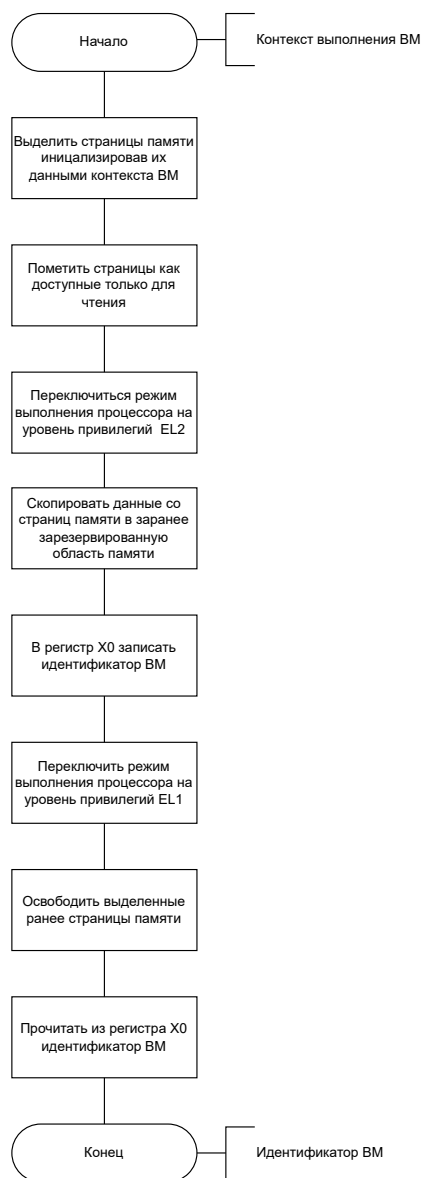 Начало
Контекст выполнения ВМ
Выделить страницы памяти
иницализировав их
данными контекста ВМ
Пометить страницы как
доступные только для
чтения
Переключиться режим
выполнения процессора на
уровень привилегий EL2
Скопировать данные со
страниц памяти в заранее
зарезервированную
область памяти
В регистр X0 записать
идентификатор ВМ
Переключить режим
выполнения процессора на
уровень привилегий EL1
Освободить выделенные
ранее страницы памяти
Прочитать из регистра X0
идентификатор ВМ
Конец
Идентификатор ВМ